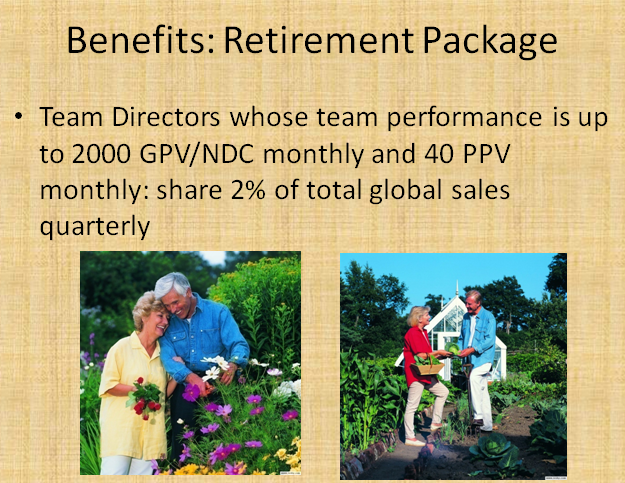 Benefits: Retirement Package
• Team Directors whose team performance is up
to 2000 GPV/NDC monthly and 40 PPV
monthly: share 2% of total global sales
quarterly